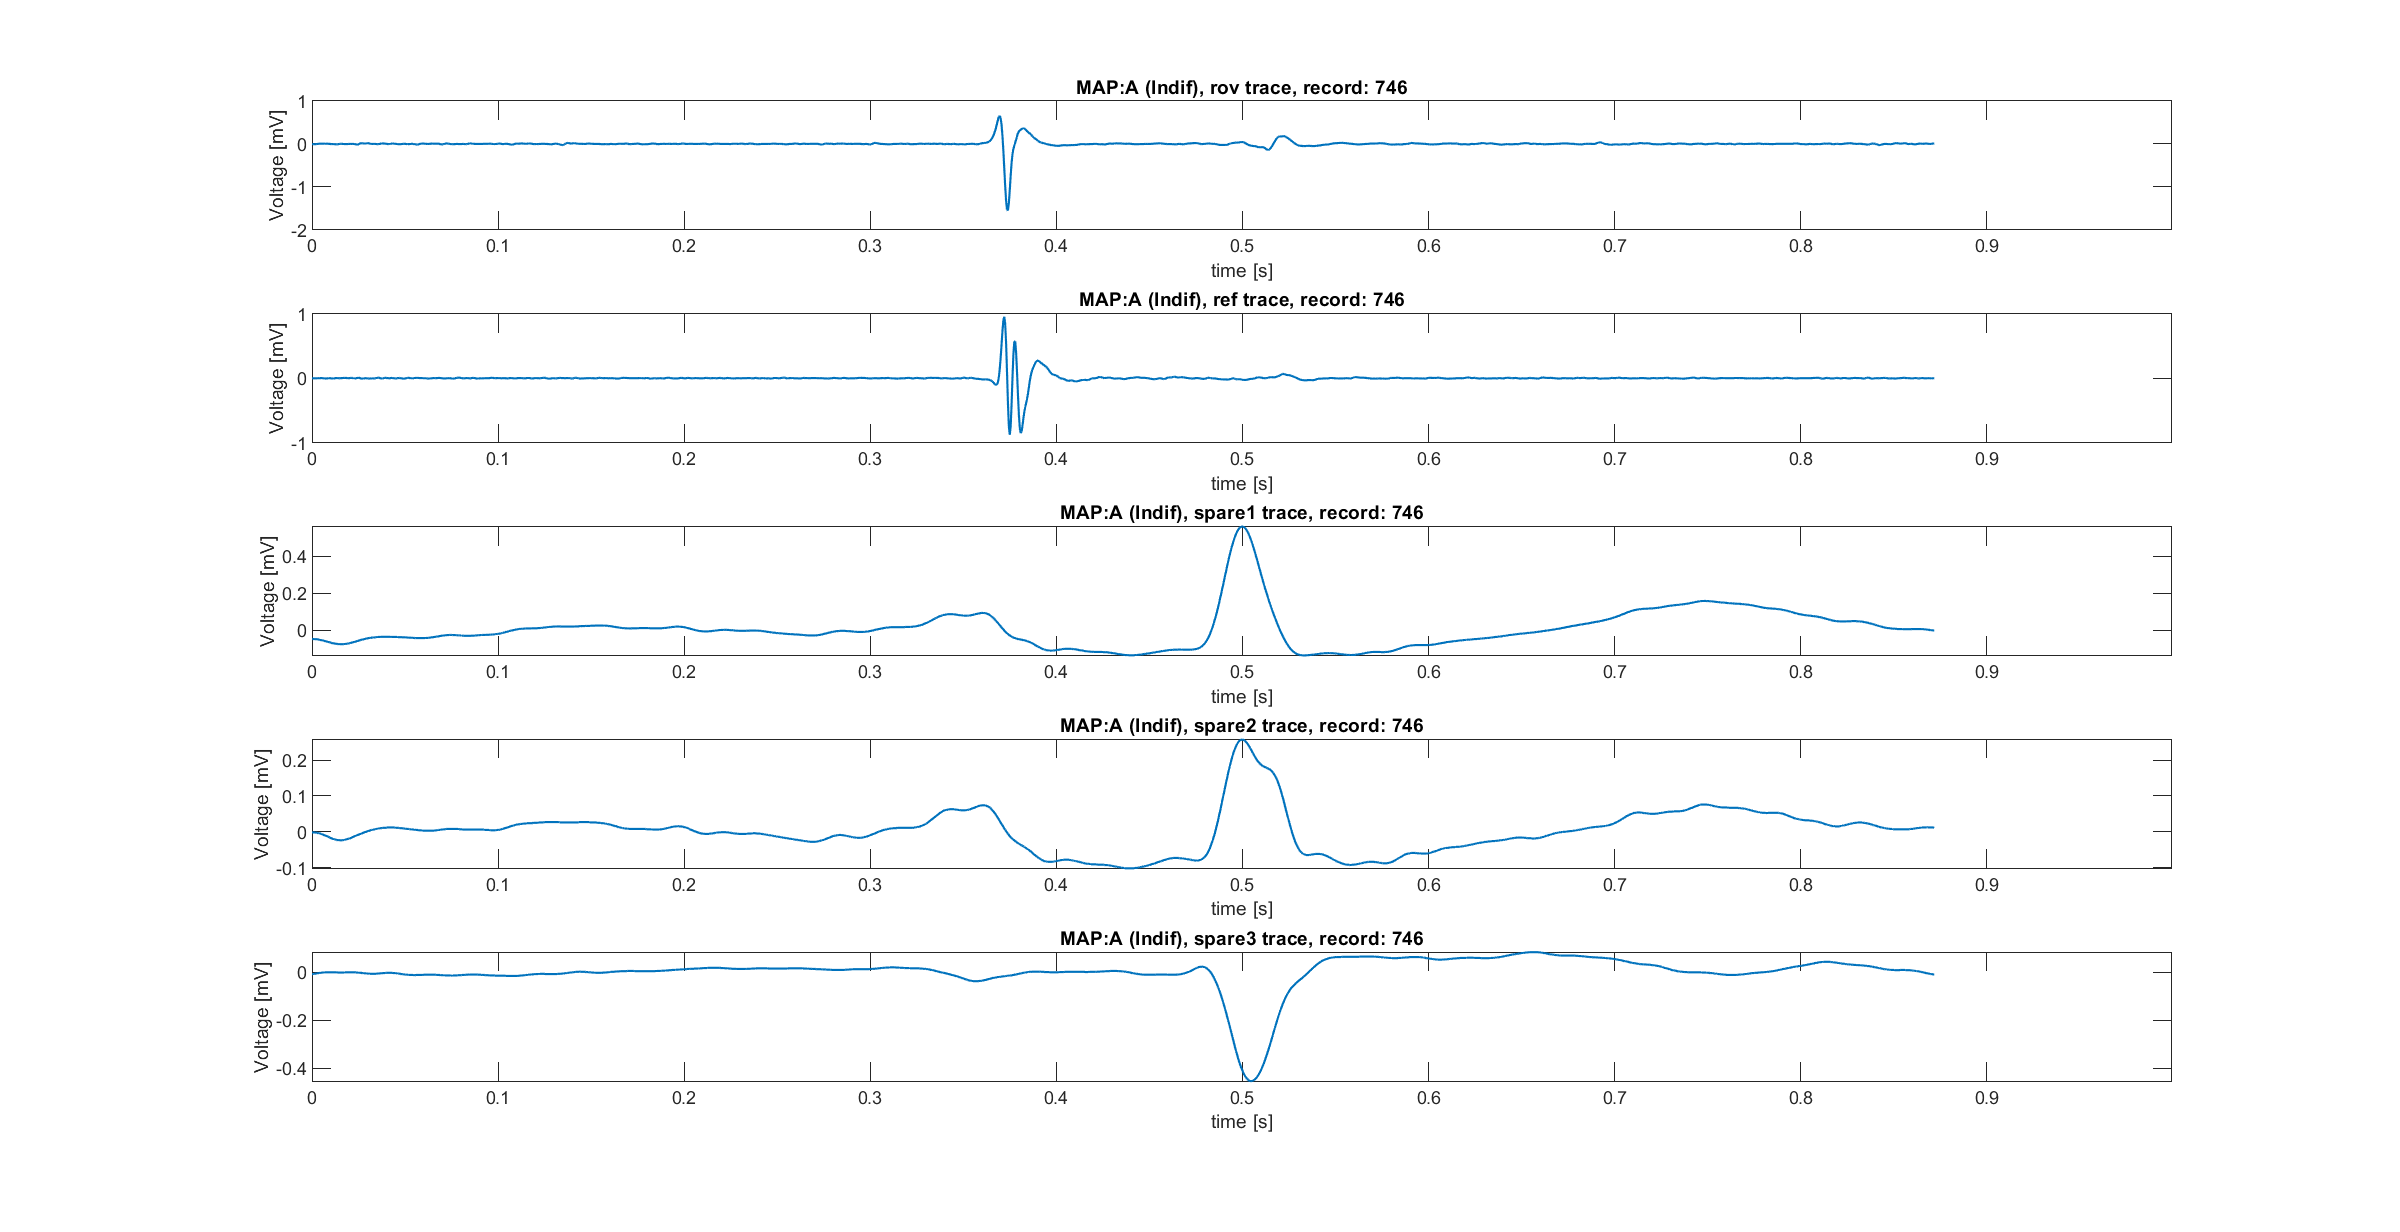 MAP:A (Indif), rov trace, record: 746
Voltage [mV]
1
0
-1
-2
0 0.1 0.2 0.3 0.4 0.5 0.6 0.7 0.8 0.9
time [s]
MAP:A (Indif), ref trace, record: 746
Voltage [mV]
1
0
-1
0 0.1 0.2 0.3 0.4 0.5 0.6 0.7 0.8 0.9
time [s]
MAP:A (Indif), spare1 trace, record: 746
Voltage [mV]
0.4
0.2
0
0 0.1 0.2 0.3 0.4 0.5 0.6 0.7 0.8 0.9
time [s]
MAP:A (Indif), spare2 trace, record: 746
Voltage [mV]
0.2
0.1
0
-0.1
0 0.1 0.2 0.3 0.4 0.5 0.6 0.7 0.8 0.9
time [s]
MAP:A (Indif), spare3 trace, record: 746
Voltage [mV]
0
-0.2
-0.4
0 0.1 0.2 0.3 0.4 0.5 0.6 0.7 0.8 0.9
time [s]